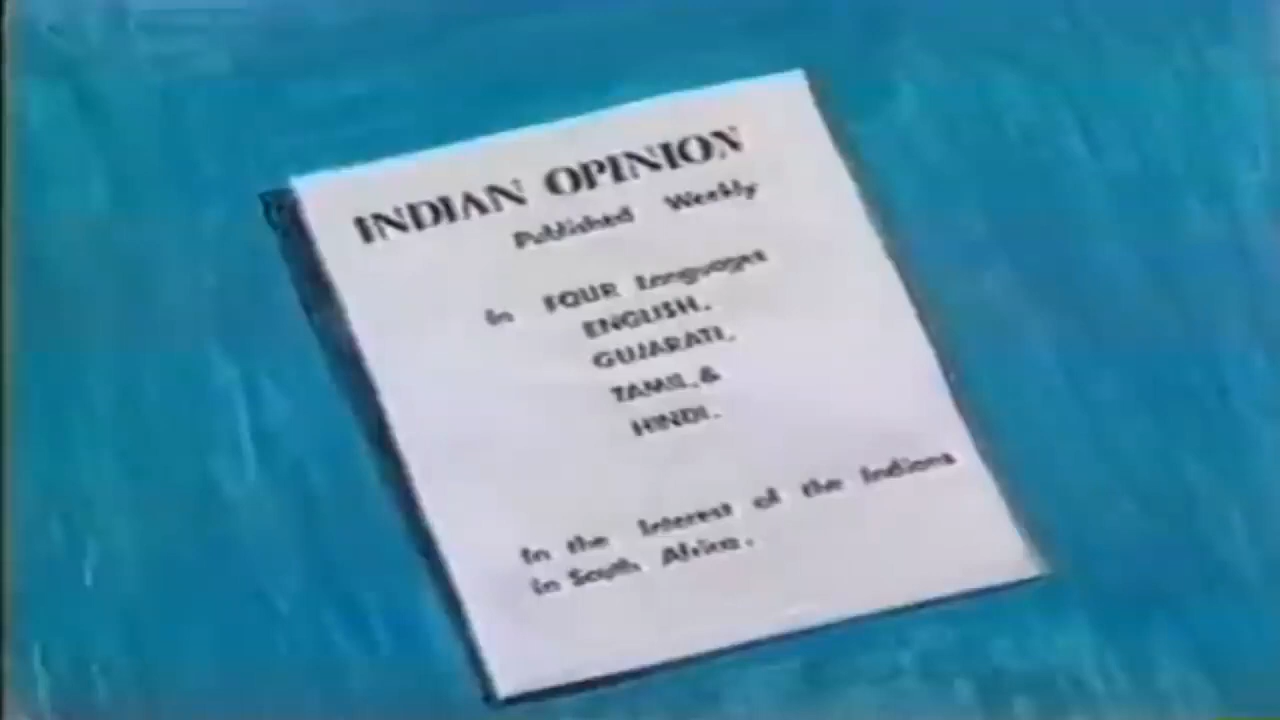 INDIAN OPINION
Published Weekly
In FOUR Languages
ENGLISH,
GUJARATI,
TAMIL,&
HINDI.
In the Interest of the Indians
in South Africa.